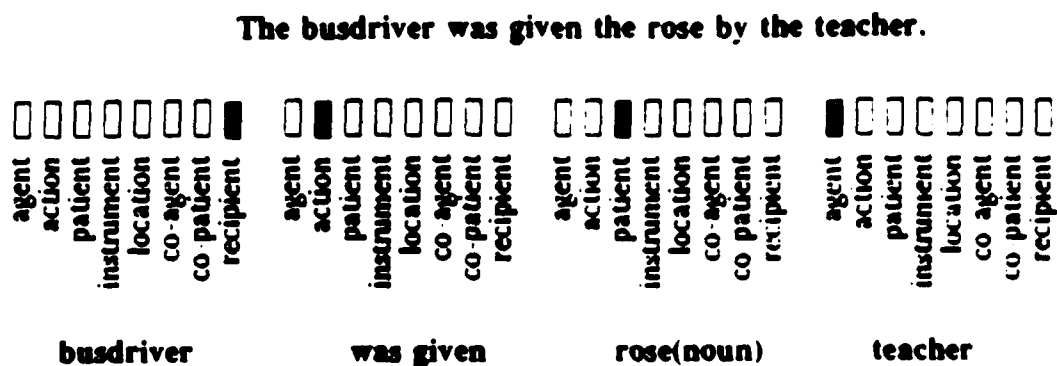 The busdriver was given the rose by the teacher.
agent action patient instrument location co-agent co-patient recipient
agent action patient instrument location co-agent co-patient recipient
agent action patient instrument location co-agent co patient recipient
agent action patient instrument location co agent co patient recipient
busdriver was given rose(noun) teacher